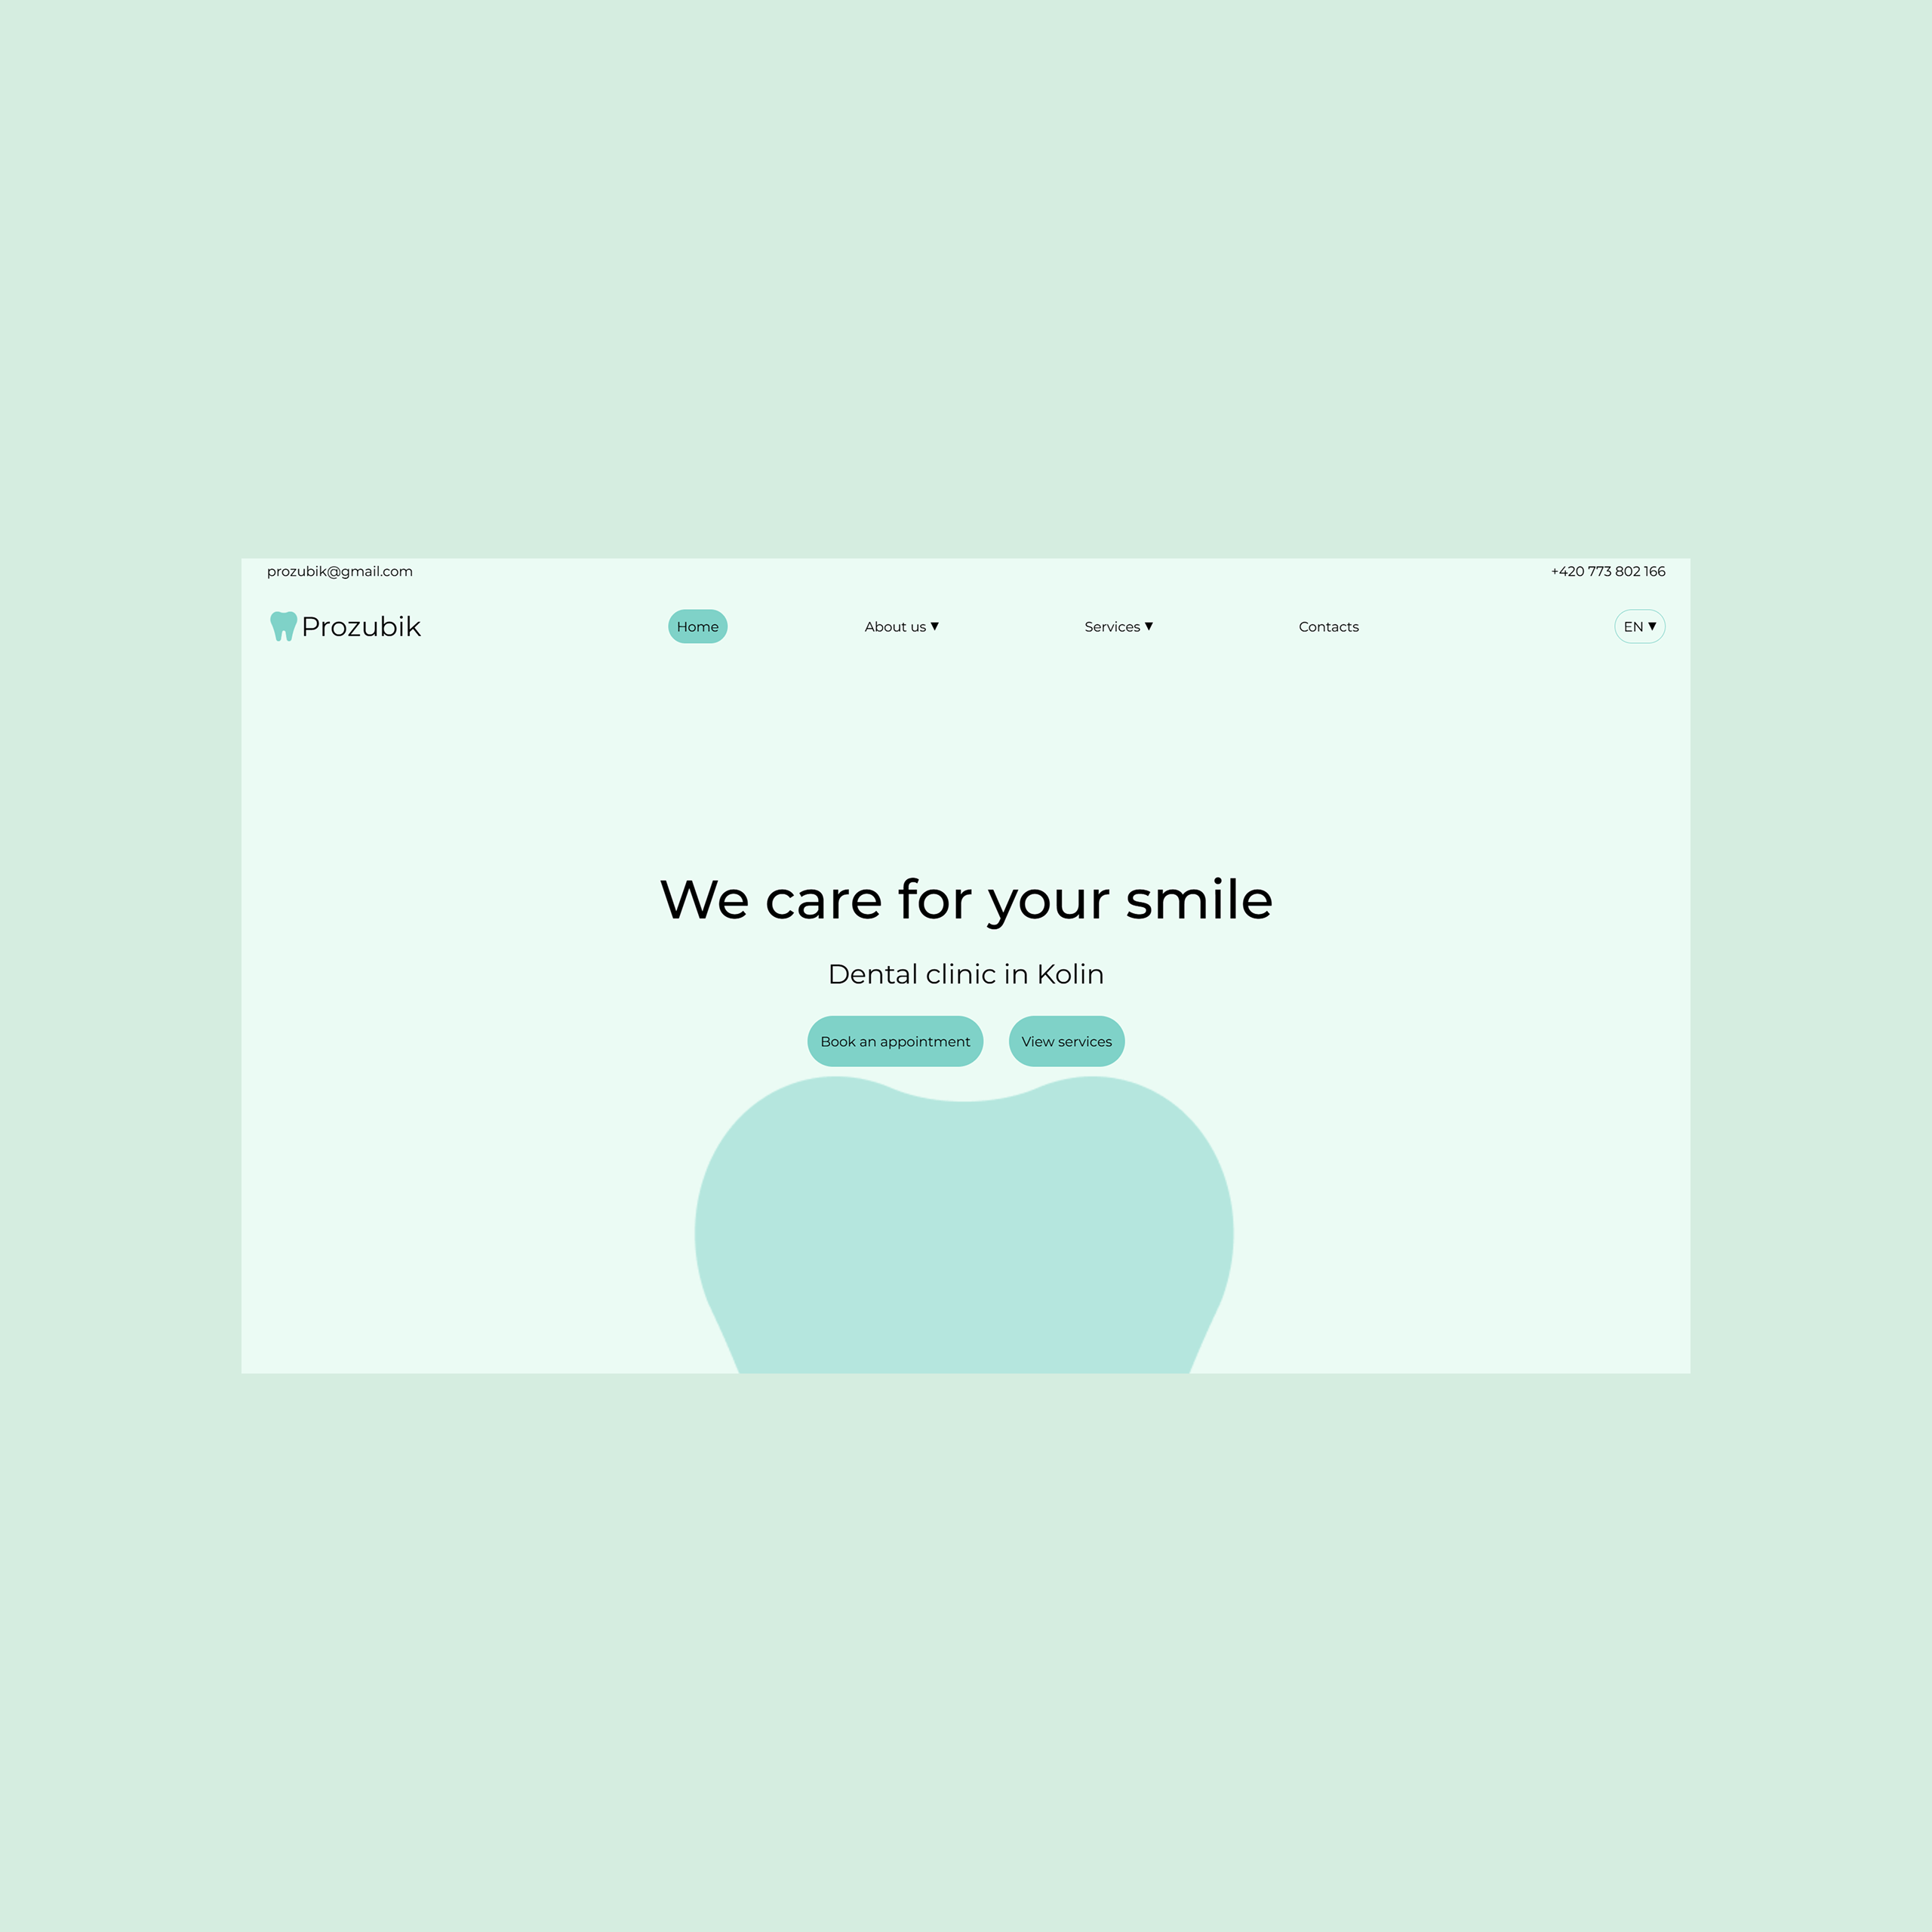 prozubik@gmail.com +420 773 802 166
Prozubik Home About us ▼ Services ▼ Contacts EN ▼
We care for your smile
Dental clinic in Kolin
Book an appointment View services